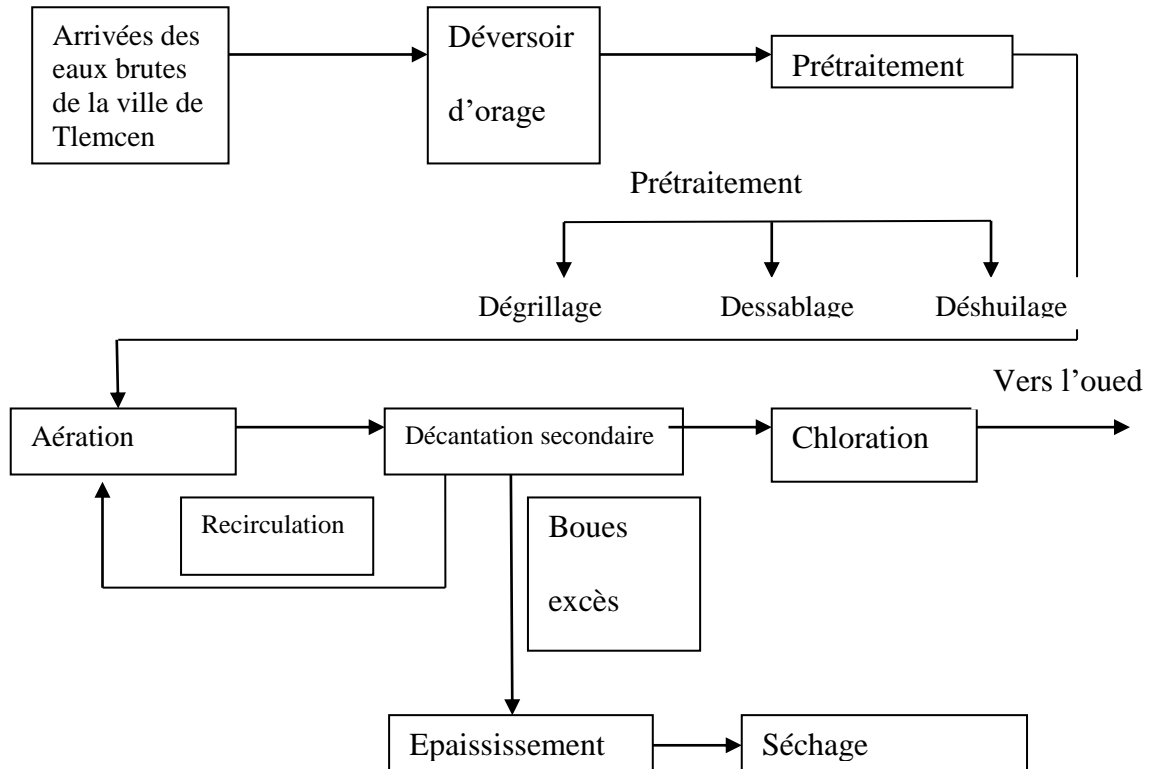 Arrivées des
eaux brutes
de la ville de
Tlemcen
Déversoir
d’orage
Prétraitement
Prétraitement
Dégrillage
Dessablage
Déshuilage
Vers l’oued
Aération
Décantation secondaire
Chloration
Recirculation
Boues
excès
Epaississement
Séchage